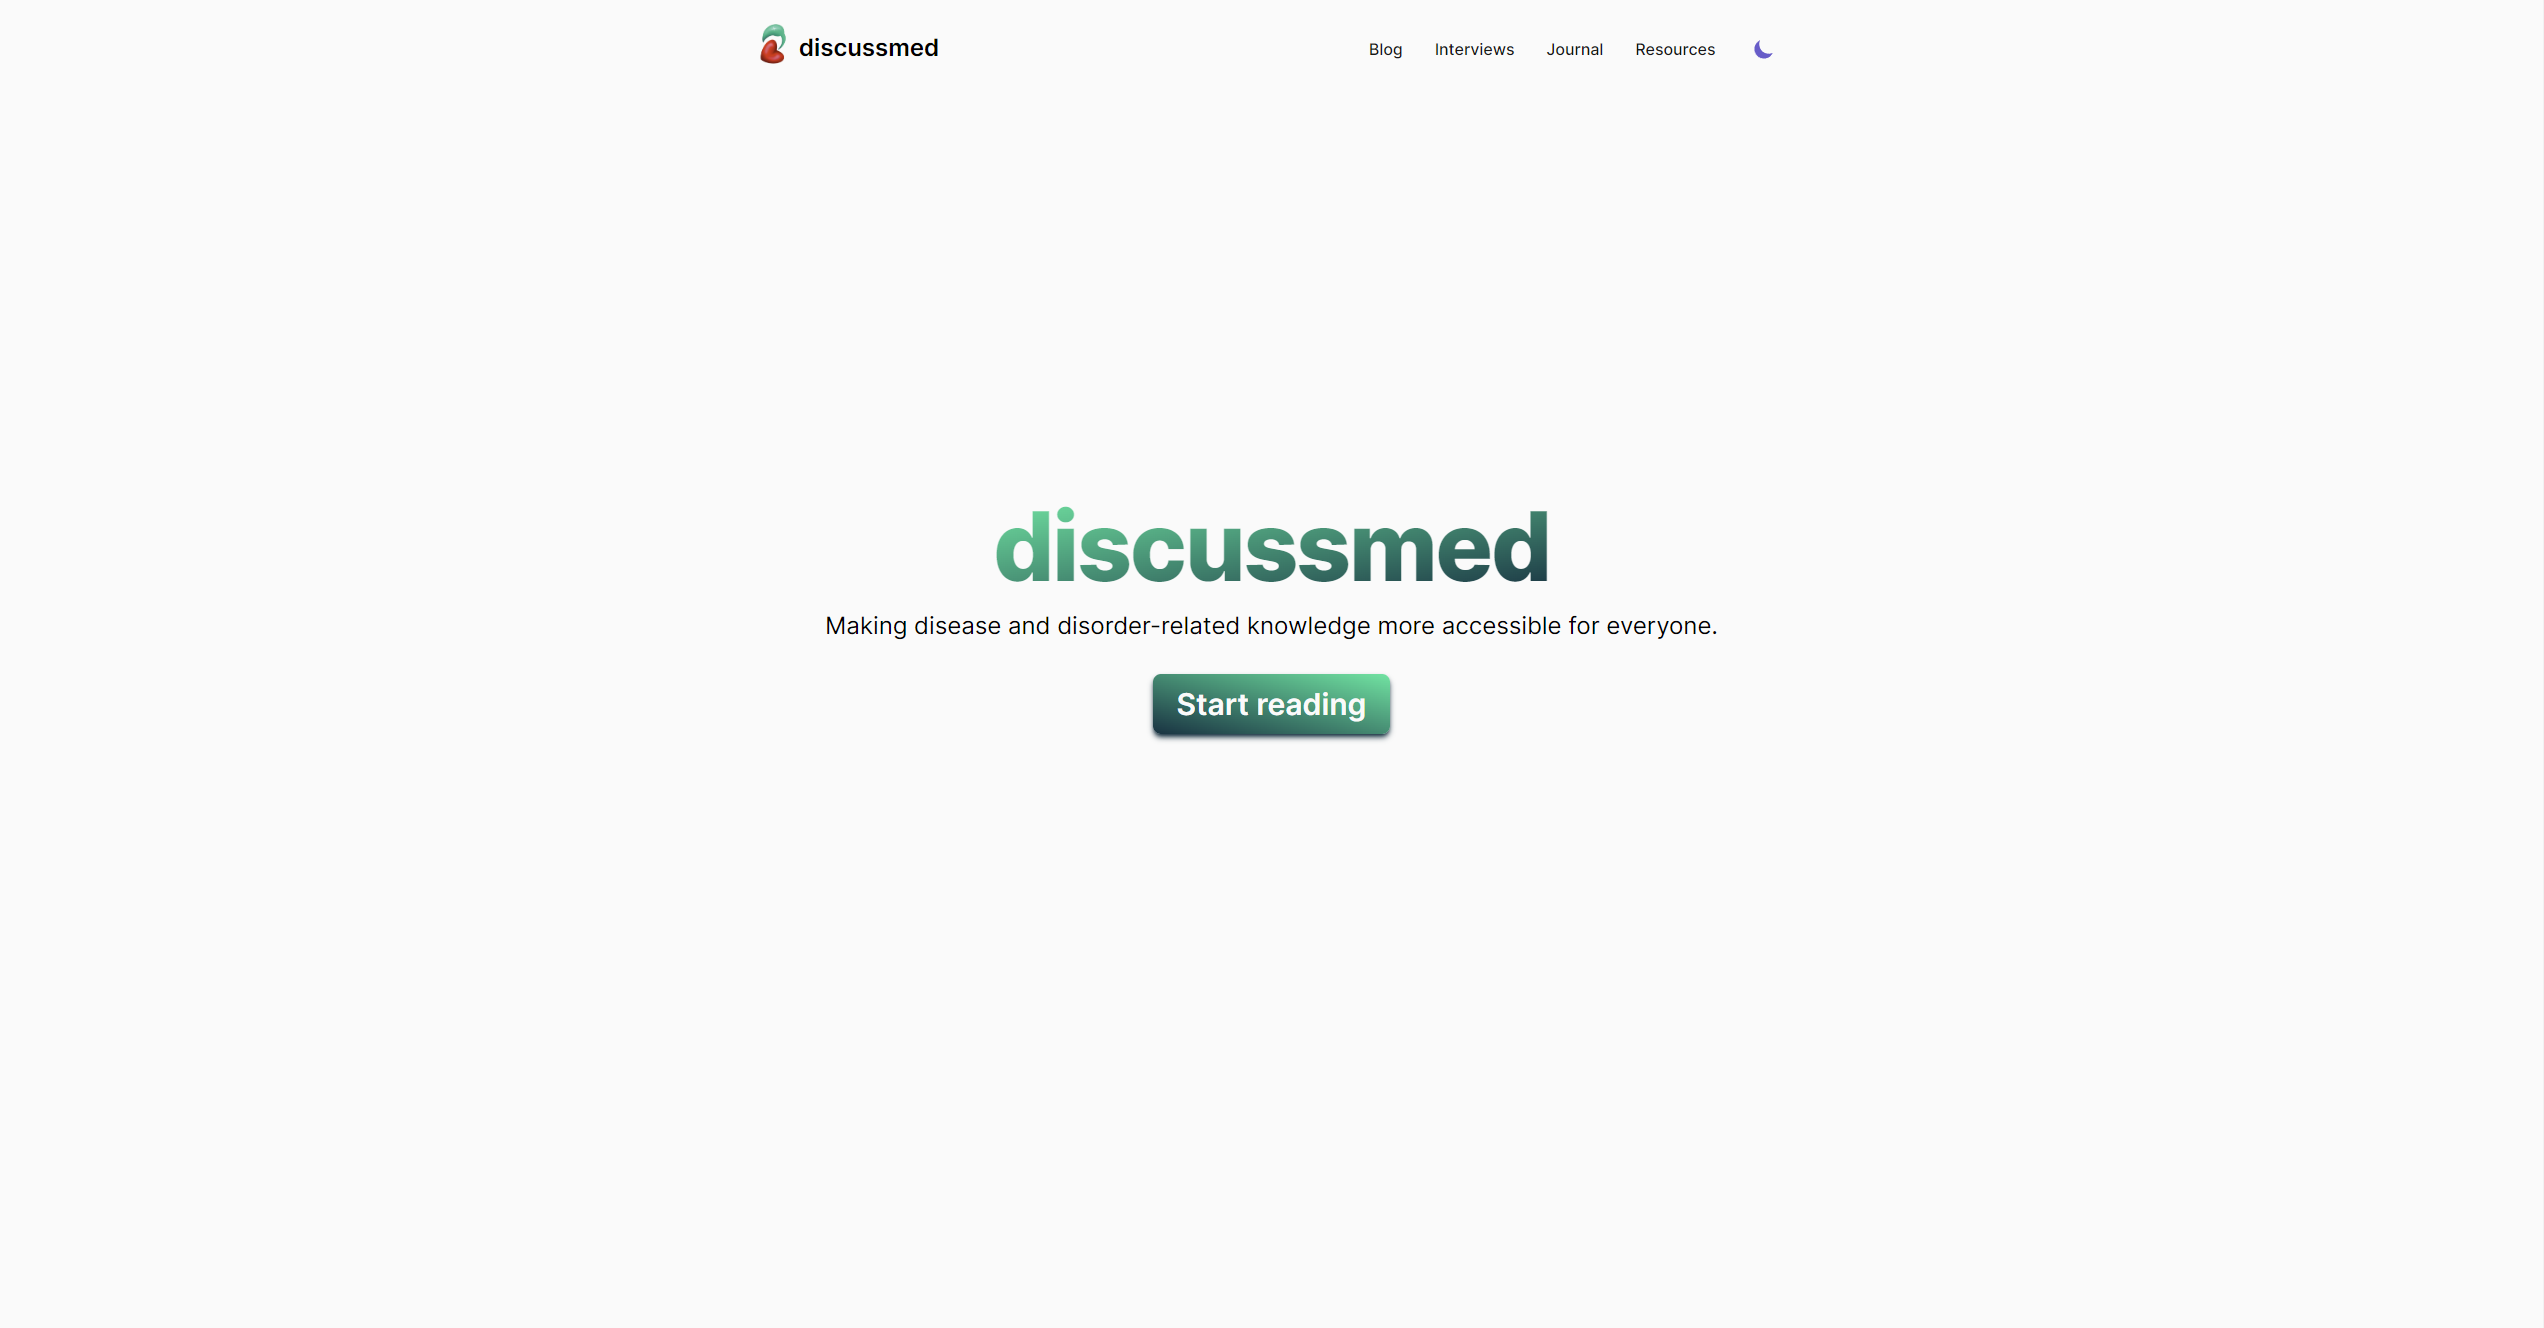 discussmed
Blog Interviews Journal Resources
discussmed
Making disease and disorder-related knowledge more accessible for everyone.
Start reading